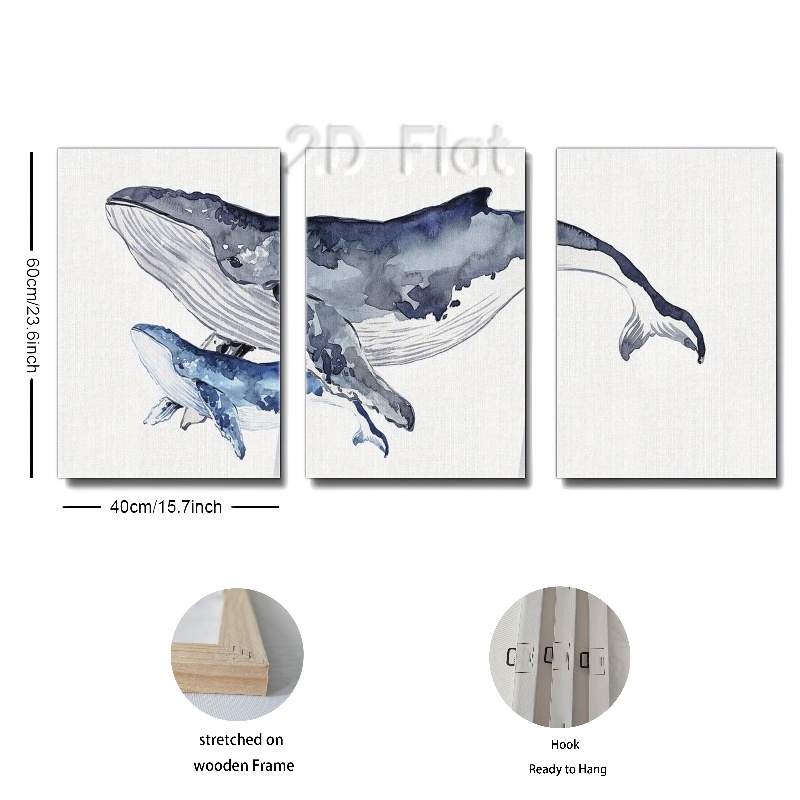 2D Flat
60cm/23.6inch
40cm/15.7inch
stretched on
wooden Frame
Hook
Ready to Hang